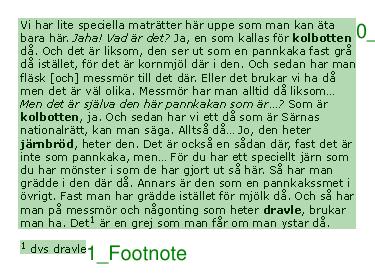 Vi har lite speciella maträtter här uppe som man kan äta
bara här. Jaha! Vad är det? Ja, en som kallas för kolbotten
då. Och det är liksom, den ser ut som en pannkaka fast grå
då istället, för det är kornmjöl där i den. Och sedan har man
fläsk [och] messmör till det där. Eller det brukar vi ha då
men det är väl olika. Messmör har man alltid då liksom…
Men det är själva den här pannkakan som är…? Som är
kolbotten, ja. Och sedan har vi ett då som är Särnas
nationalrätt, kan man säga. Alltså då… Jo, den heter
järnbröd, heter den. Det är också en sådan där, fast det är
inte som pannkaka, men… För du har ett speciellt järn som
du har mönster i som de har gjort ut så här. Så har man
grädde i den där då. Annars är den som en pannkakssmet i
övrigt. Fast man har grädde istället för mjölk då. Och så har
man på messmör och någonting som heter dravle, brukar
man ha. Det¹ är en grej som man får om man ystar då.
0_
¹ dvs dravle
1_Footnote